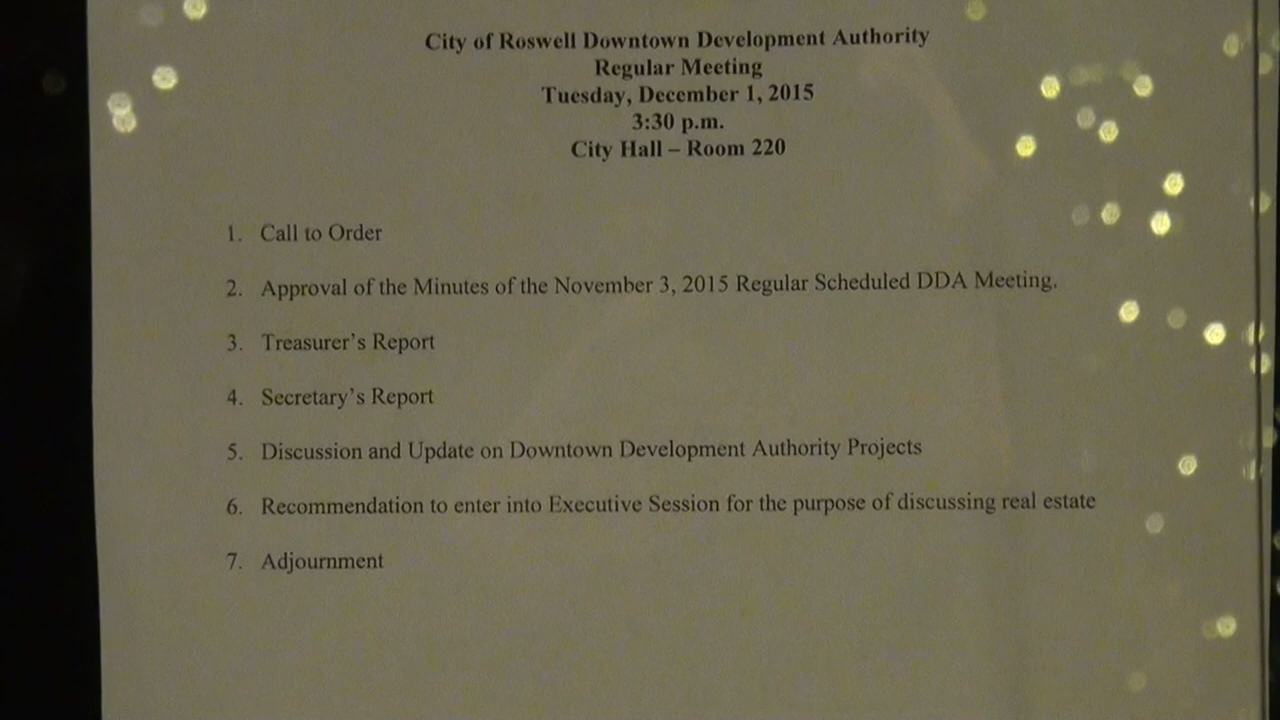 City of Roswell Downtown Development Authority
Regular Meeting
Tuesday, December 1, 2015
3:30 p.m.
City Hall – Room 220
1. Call to Order
2. Approval of the Minutes of the November 3, 2015 Regular Scheduled DDA Meeting.
3. Treasurer’s Report
4. Secretary’s Report
5. Discussion and Update on Downtown Development Authority Projects
6. Recommendation to enter into Executive Session for the purpose of discussing real estate
7. Adjournment